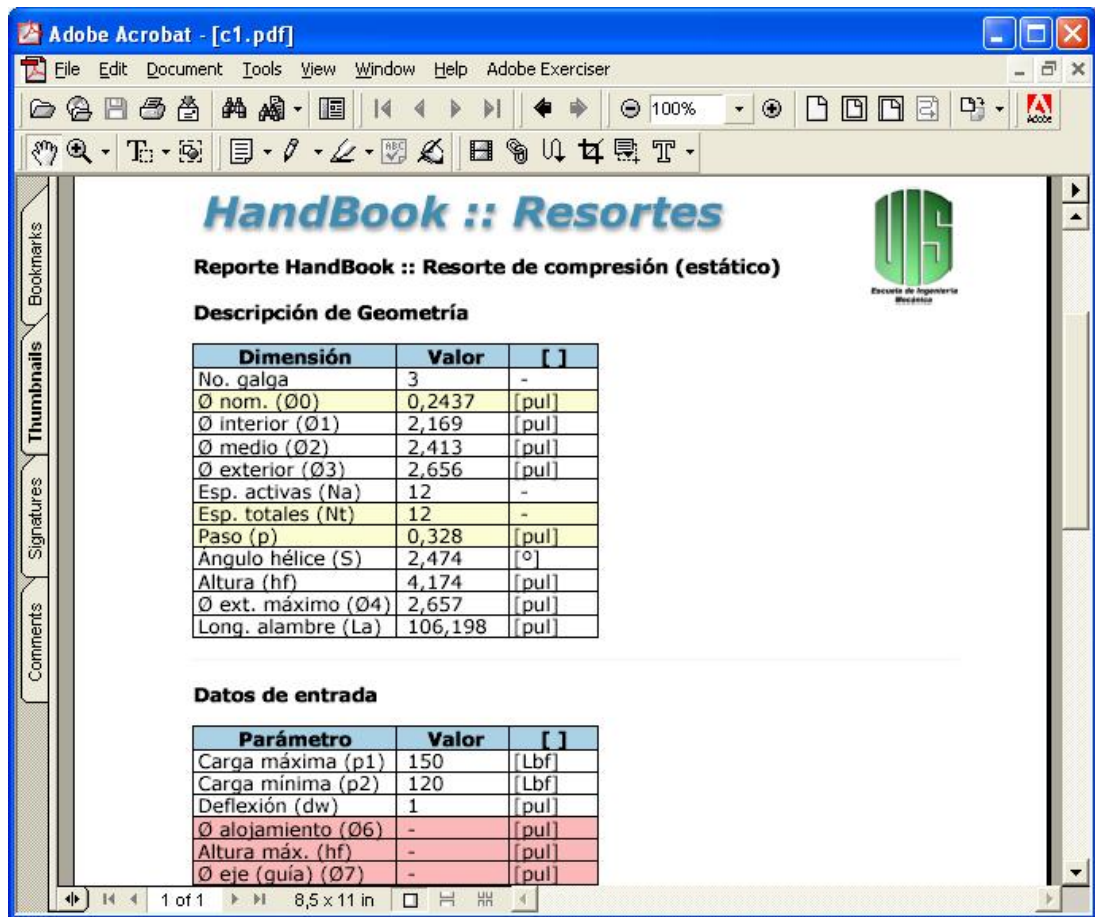 Adobe Acrobat - [c1.pdf]
File Edit Document Tools View Window Help Adobe Exerciser
100%
Adobe
Bookmarks
Thumbnails
Signatures
Comments
HandBook :: Resortes
UIS
Escuela de Ingeniería
Mecánica
Reporte HandBook :: Resorte de compresión (estático)
Descripción de Geometría
Dimensión Valor [ ]
No. galga 3 -
Ø nom. (Ø0) 0,2437 [pul]
Ø interior (Ø1) 2,169 [pul]
Ø medio (Ø2) 2,413 [pul]
Ø exterior (Ø3) 2,656 [pul]
Esp. activas (Na) 12 -
Esp. totales (Nt) 12 -
Paso (p) 0,328 [pul]
Ángulo hélice (S) 2,474 [º]
Altura (hf) 4,174 [pul]
Ø ext. máximo (Ø4) 2,657 [pul]
Long. alambre (La) 106,198 [pul]
Datos de entrada
Parámetro Valor [ ]
Carga máxima (p1) 150 [Lbf]
Carga mínima (p2) 120 [Lbf]
Deflexión (dw) 1 [pul]
Ø alojamiento (Ø6) - [pul]
Altura máx. (hf) - [pul]
Ø eje (guía) (Ø7) - [pul]
1 of 1 8,5 x 11 in